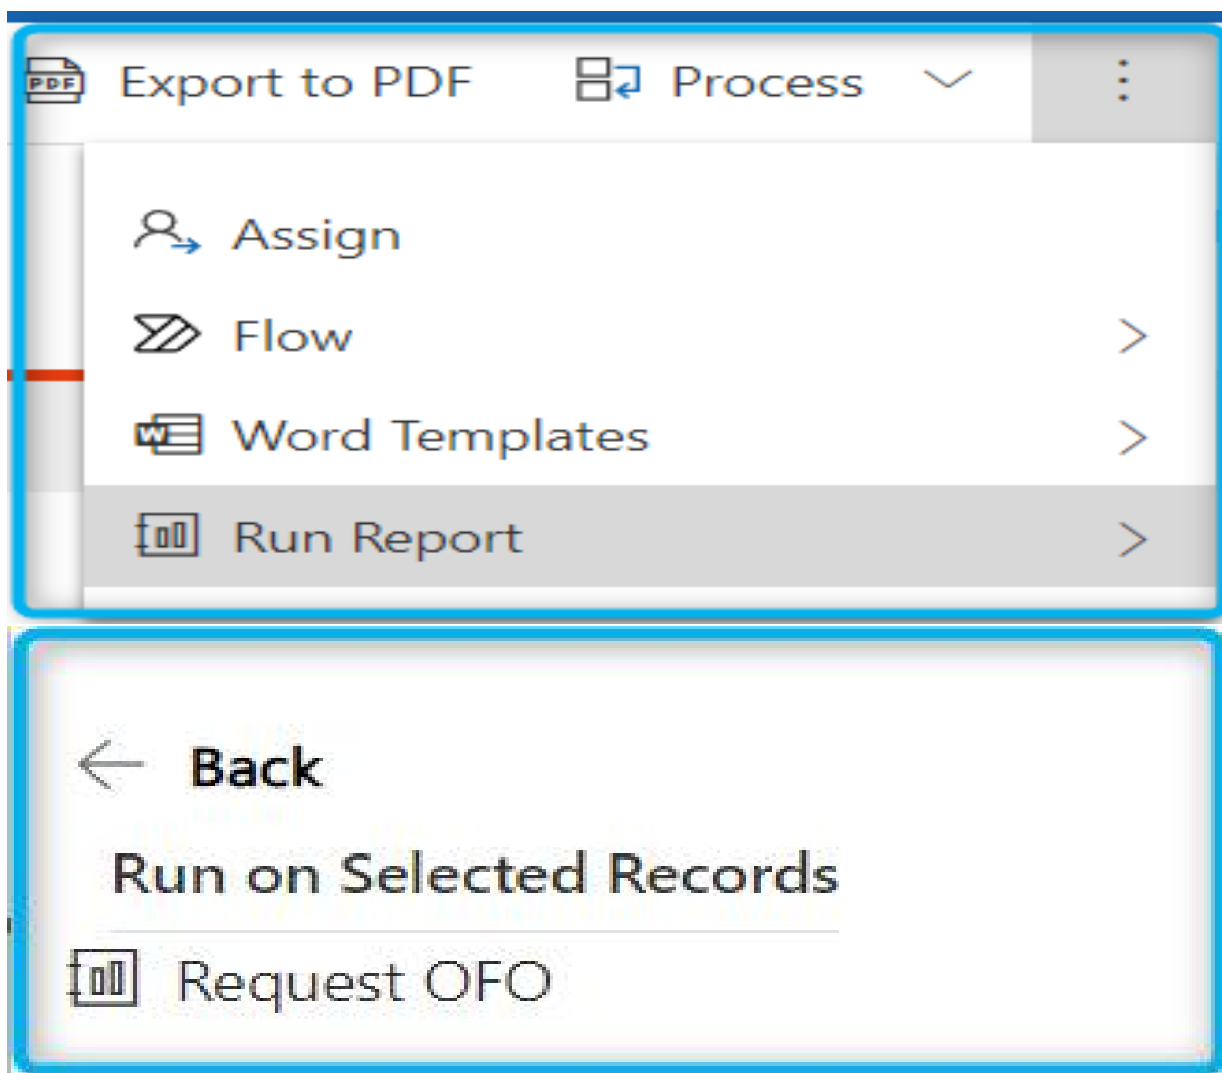 PDF Export to PDF Process
Assign
Flow
W Word Templates
Run Report
Back
Run on Selected Records
Request OFO